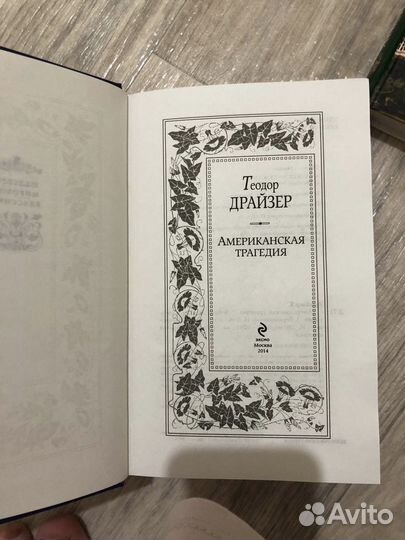 Теодор
ДРАЙЗЕР
АМЕРИКАНСКАЯ
ТРАГЕДИЯ
ЭКСМО
Москва
2014
Avito